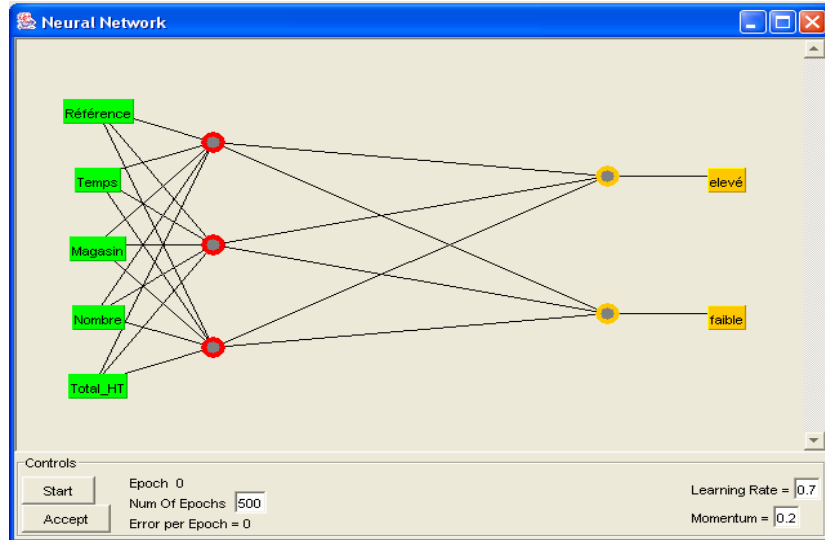 Neural Network
Référence
Temps
Magasin
Nombre
Total_HT
elevé
faible
Controls
Start
Accept
Epoch 0
Num Of Epochs 500
Error per Epoch = 0
Learning Rate = 0.7
Momentum = 0.2